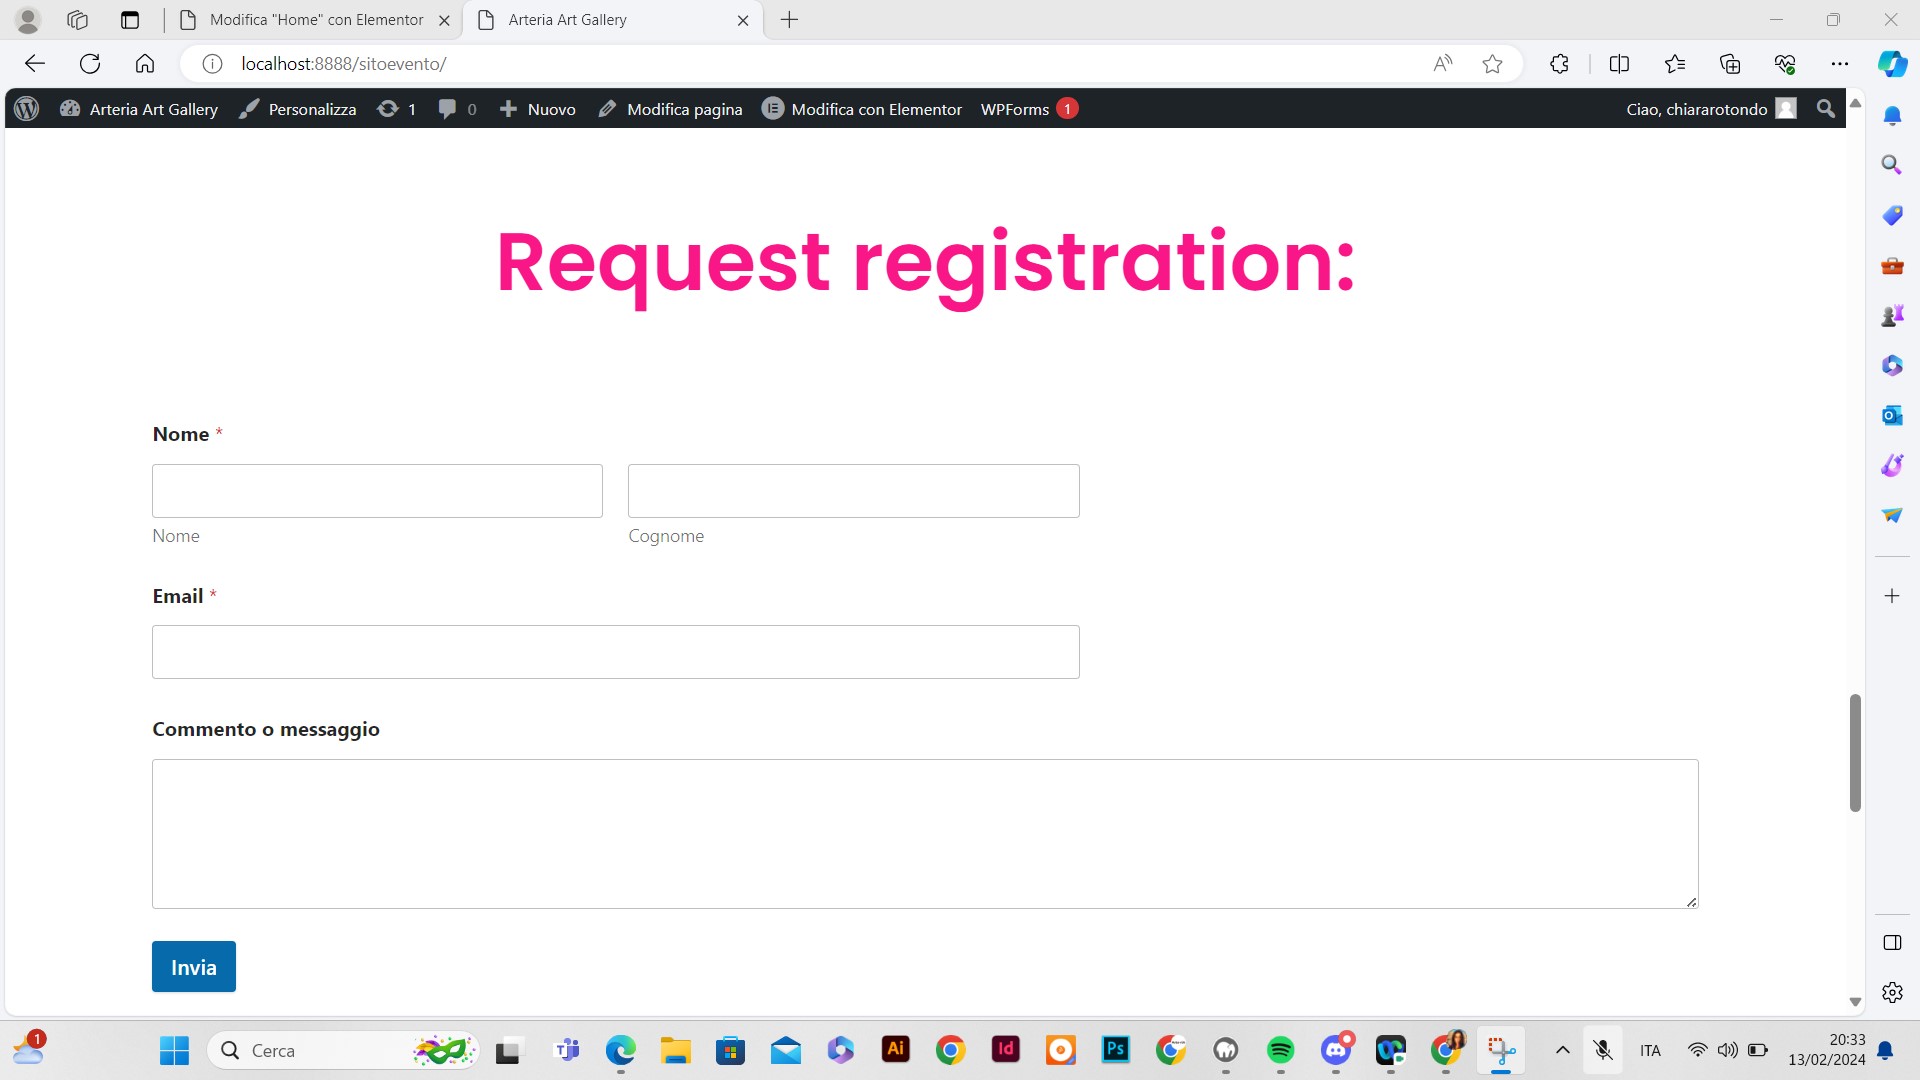 Modifica "Home" con Elementor
Arteria Art Gallery
localhost:8888/sitoevento/
Arteria Art Gallery Personalizza 1 0 Nuovo Modifica pagina Modifica con Elementor WPForms 1 Ciao, chiararotondo
Request registration:
Nome *
Nome Cognome
Email *
Commento o messaggio
Invia
1
Cerca
Ai
Id
Ps
ITA
20:33
13/02/2024